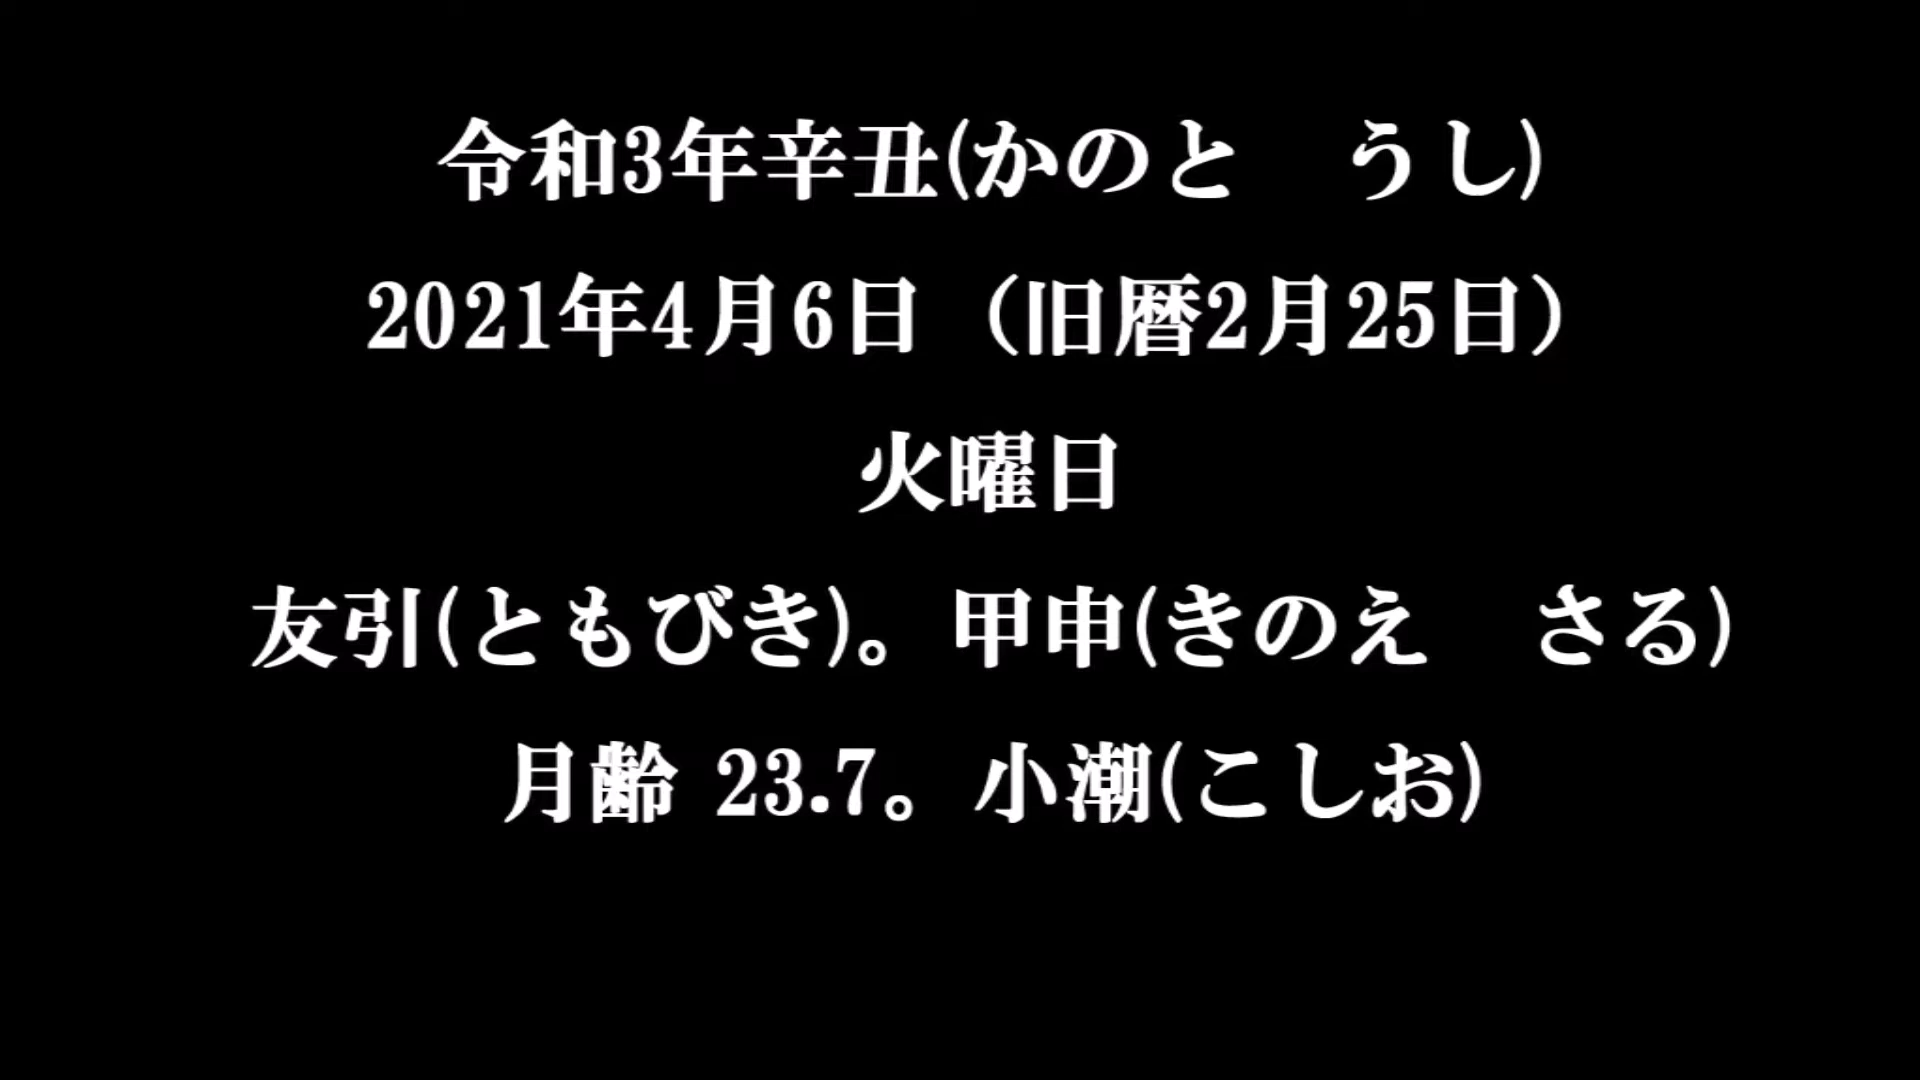 令和3年辛丑(かのと　うし)
2021年4月6日（旧暦2月25日）
火曜日
友引(ともびき)。甲申(きのえ　さる)
月齢 23.7。小潮(こしお)